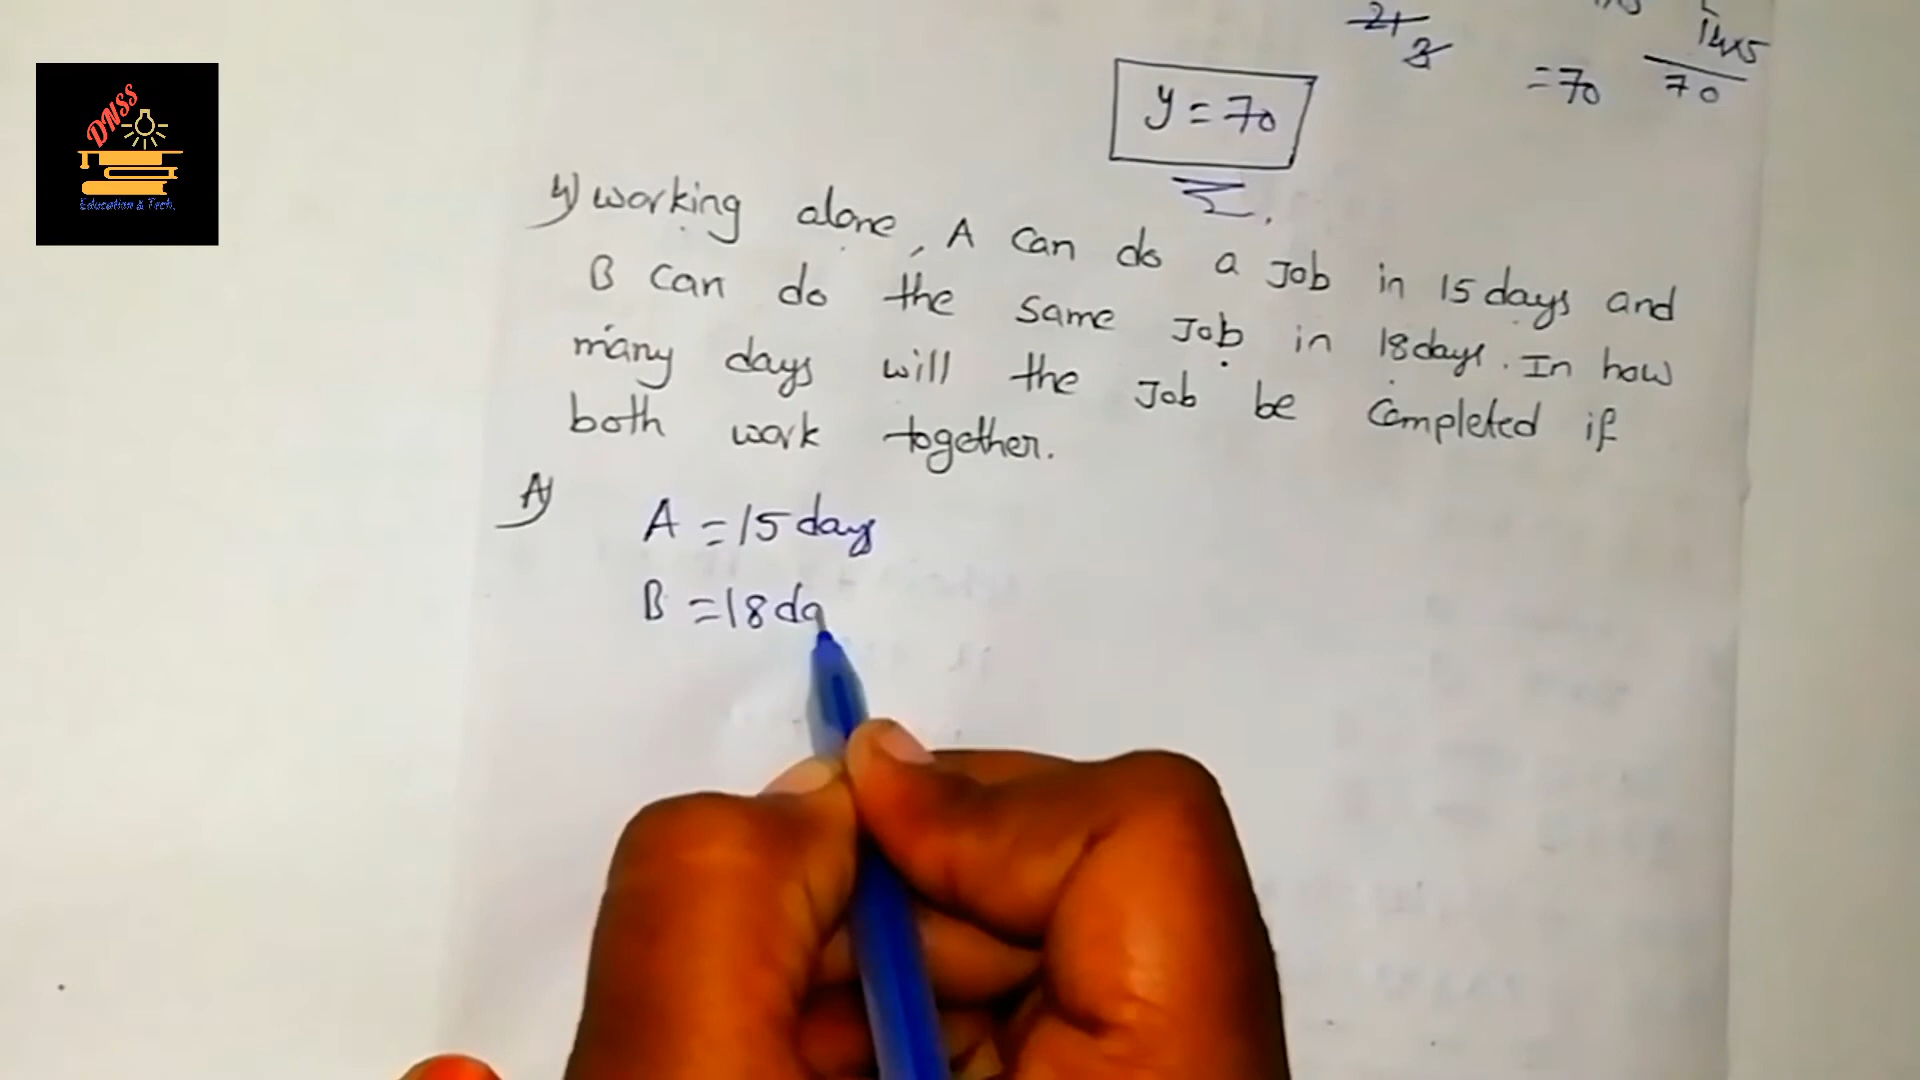 DNSS
Education & Tech.
21
14x5
=70
70
y = 70
4) working alone, A can do a Job in 15 days and
B can do the same Job in 18 days. In how
many days will the Job be completed if
both work together.
A)
A = 15 days
B = 18 da